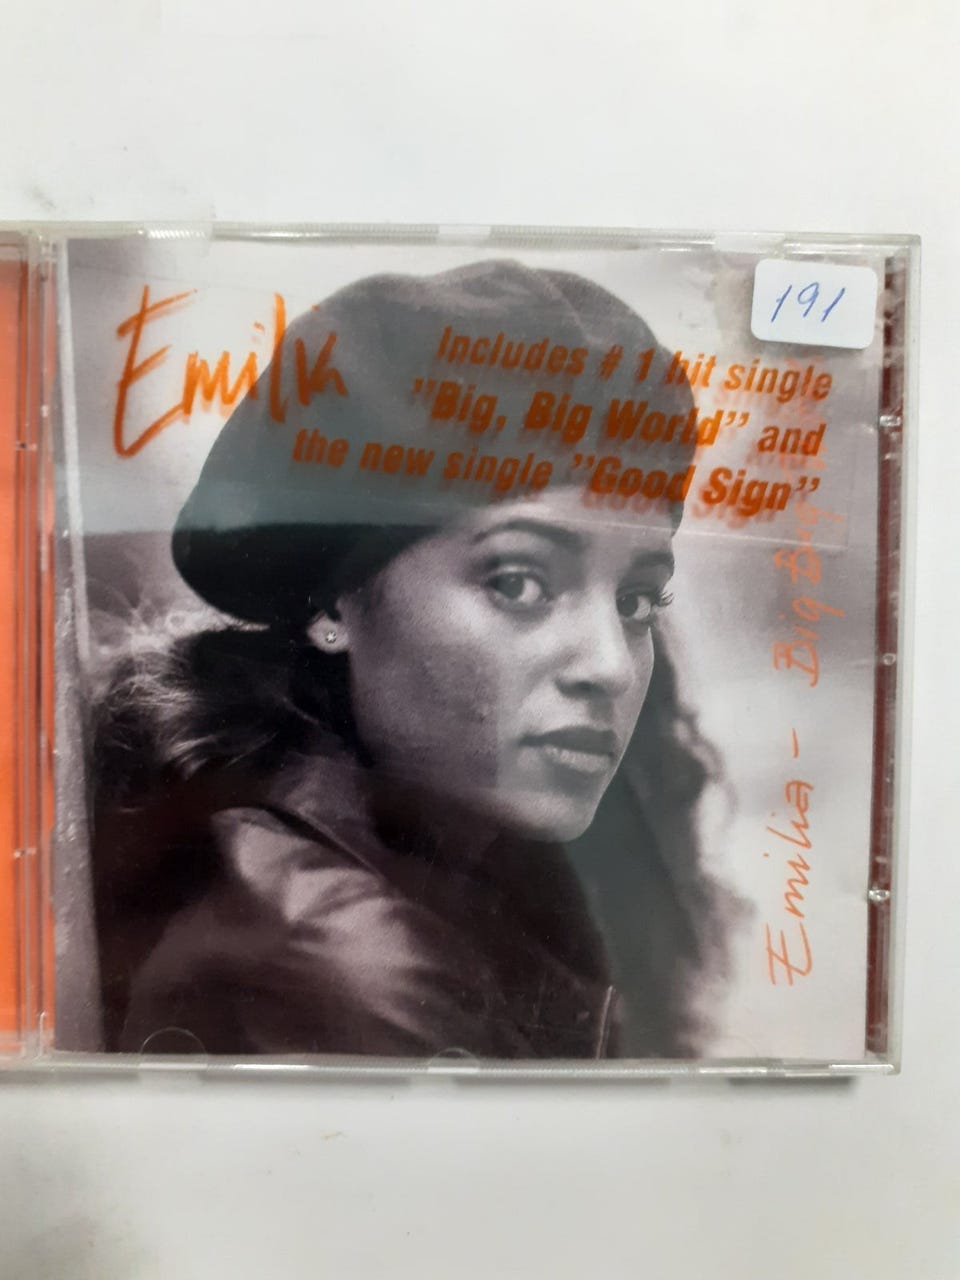 Emilia
191
Includes # 1 hit single
”Big, Big World” and
the new single ”Good Sign”
Emilia - Big Big